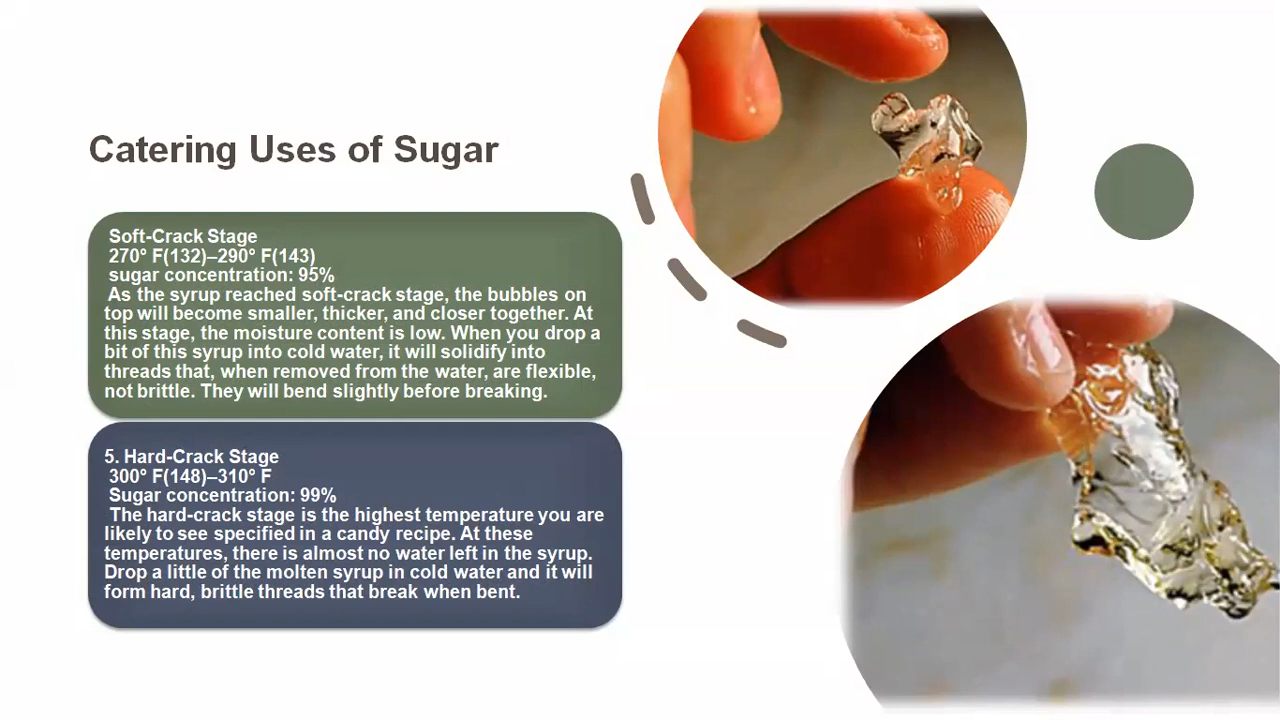 Catering Uses of Sugar
Soft-Crack Stage
270° F(132)–290° F(143)
sugar concentration: 95%
As the syrup reached soft-crack stage, the bubbles on
top will become smaller, thicker, and closer together. At
this stage, the moisture content is low. When you drop a
bit of this syrup into cold water, it will solidify into
threads that, when removed from the water, are flexible,
not brittle. They will bend slightly before breaking.
5. Hard-Crack Stage
300° F(148)–310° F
Sugar concentration: 99%
The hard-crack stage is the highest temperature you are
likely to see specified in a candy recipe. At these
temperatures, there is almost no water left in the syrup.
Drop a little of the molten syrup in cold water and it will
form hard, brittle threads that break when bent.